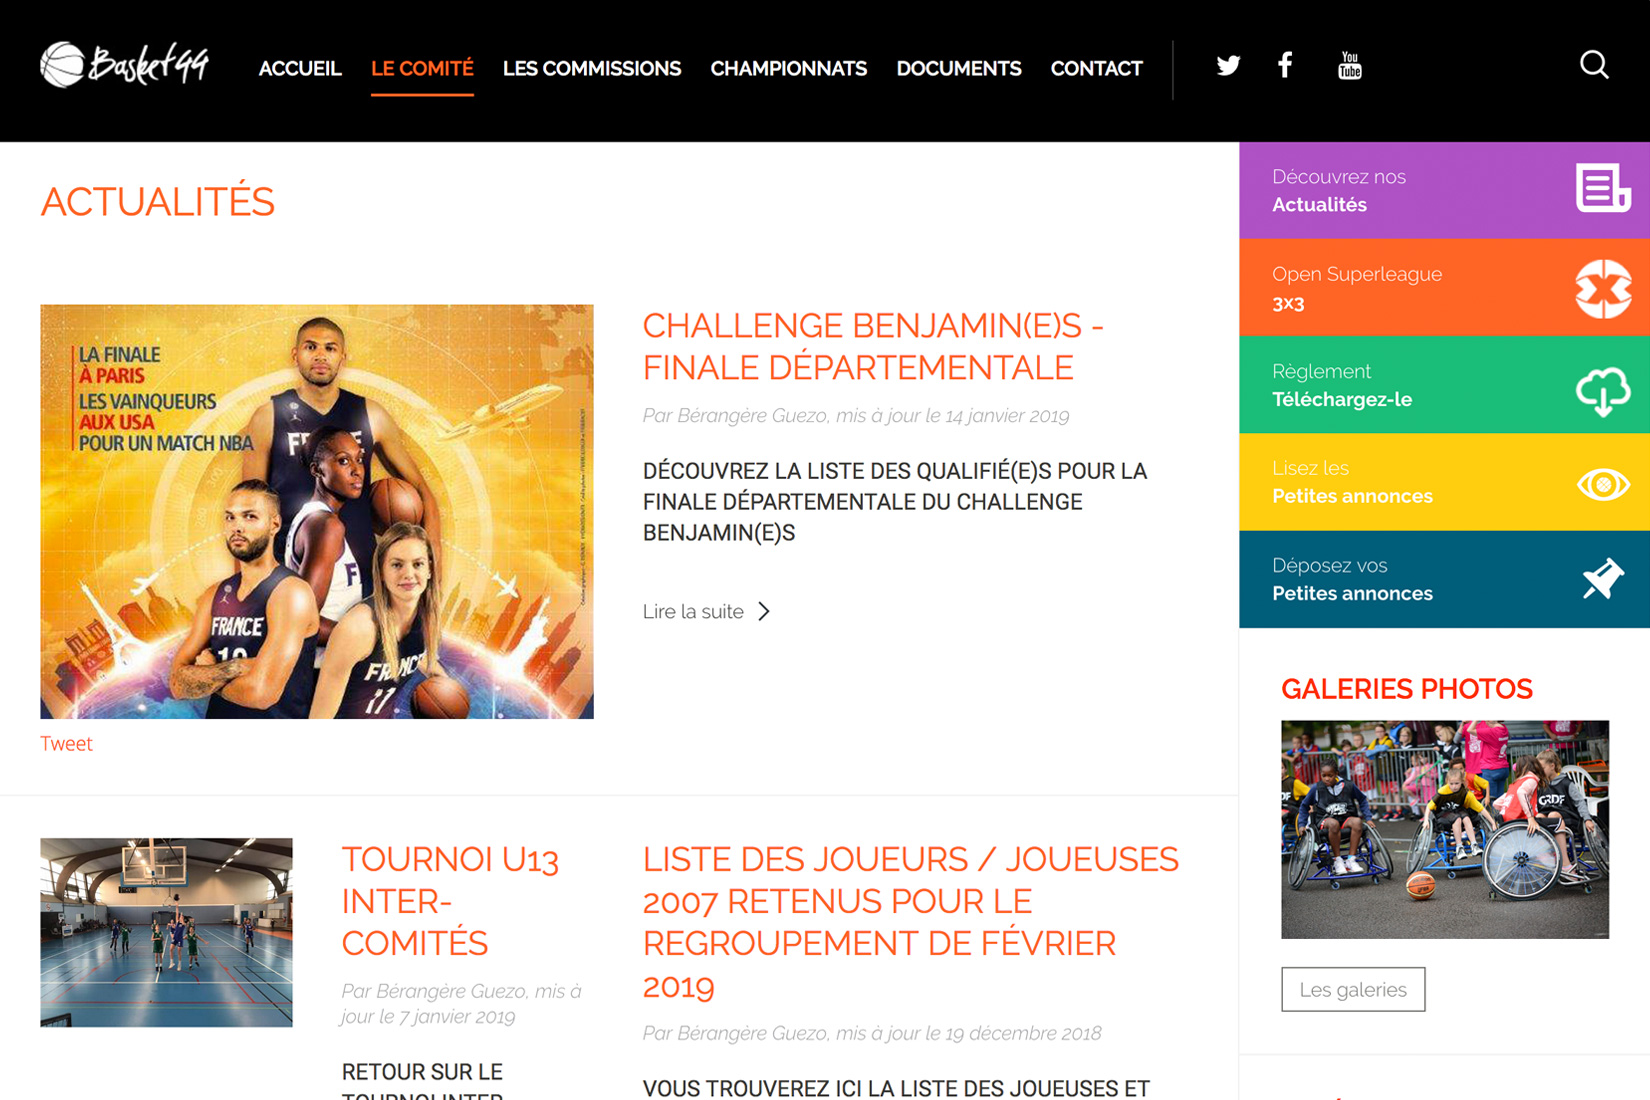 Basket44
ACCUEIL
LE COMITÉ
LES COMMISSIONS
CHAMPIONNATS
DOCUMENTS
CONTACT
You
Tube
ACTUALITÉS
LA FINALE
À PARIS
LES VAINQUEURS
AUX USA
POUR UN MATCH NBA
FRANCE
Tweet
CHALLENGE BENJAMIN(E)S -
FINALE DÉPARTEMENTALE
Par Bérangère Guezo, mis à jour le 14 janvier 2019
DÉCOUVREZ LA LISTE DES QUALIFIÉ(E)S POUR LA
FINALE DÉPARTEMENTALE DU CHALLENGE
BENJAMIN(E)S
Lire la suite
TOURNOI U13
INTER-
COMITÉS
Par Bérangère Guezo, mis à
jour le 7 janvier 2019
RETOUR SUR LE
TOURNOI INTER
LISTE DES JOUEURS / JOUEUSES
2007 RETENUS POUR LE
REGROUPEMENT DE FÉVRIER
2019
Par Bérangère Guezo, mis à jour le 19 décembre 2018
VOUS TROUVEREZ ICI LA LISTE DES JOUEUSES ET
Découvrez nos
Actualités
Open Superleague
3x3
Règlement
Téléchargez-le
Lisez les
Petites annonces
Déposez vos
Petites annonces
GALERIES PHOTOS
GRDF
Les galeries